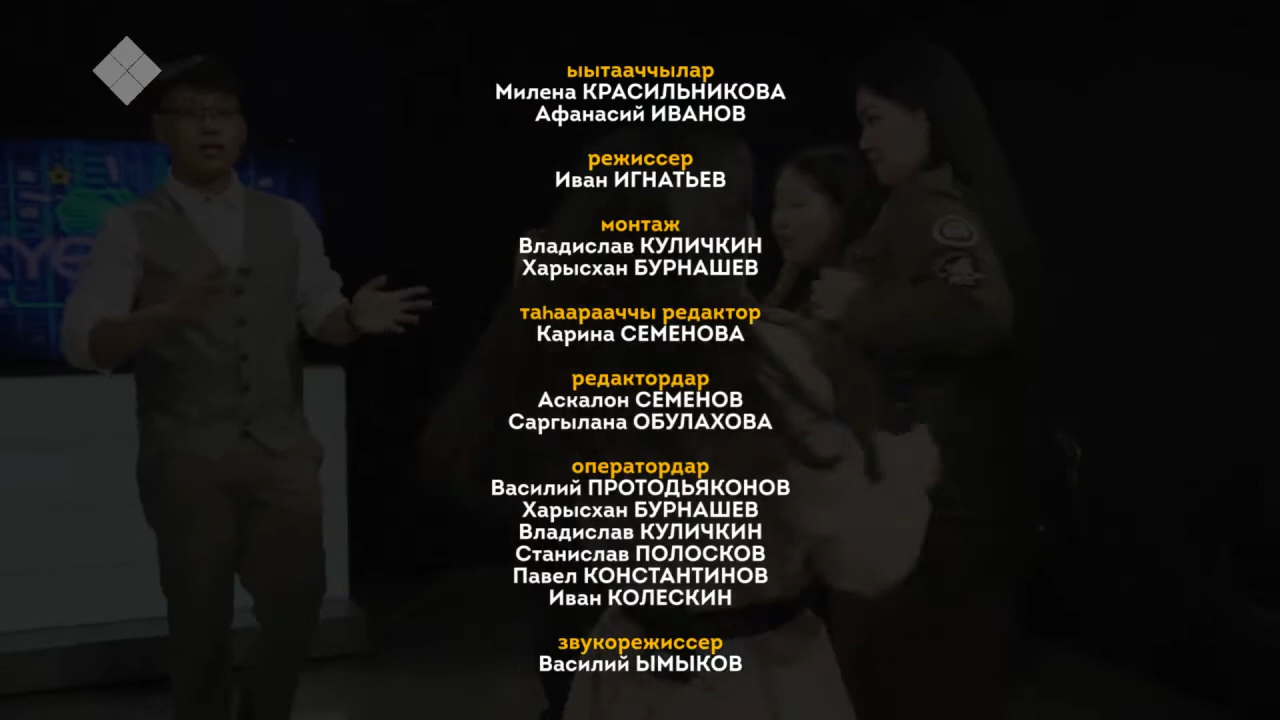 ыытааччылар
Милена КРАСИЛЬНИКОВА
Афанасий ИВАНОВ
режиссер
Иван ИГНАТЬЕВ
монтаж
Владислав КУЛИЧКИН
Харысхан БУРНАШЕВ
таһаарааччы редактор
Карина СЕМЕНОВА
редактордар
Аскалон СЕМЕНОВ
Саргылана ОБУЛАХОВА
оператордар
Василий ПРОТОДЬЯКОНОВ
Харысхан БУРНАШЕВ
Владислав КУЛИЧКИН
Станислав ПОЛОСКОВ
Павел КОНСТАНТИНОВ
Иван КОЛЕСКИН
звукорежиссер
Василий ЫМЫКОВ